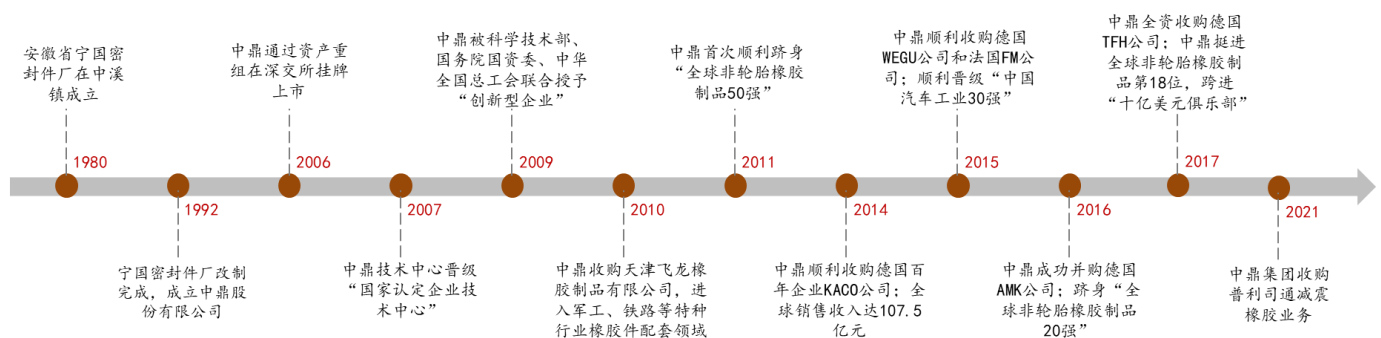 安徽省宁国密
封件厂在中溪
镇成立
1980
1992
宁国密封件厂改制
完成，成立中鼎股
份有限公司
中鼎通过资产重
组在深交所挂牌
上市
2006
2007
中鼎技术中心晋级
“国家认定企业技
术中心”
中鼎被科学技术部、
国务院国资委、中华
全国总工会联合授予
“创新型企业”
2009
2010
中鼎收购天津飞龙橡
胶制品有限公司，进
入军工、铁路等特种
行业橡胶件配套领域
中鼎首次顺利跻身
“全球非轮胎橡胶
制品50强”
2011
2014
中鼎顺利收购德国百
年企业KACO公司；全
球销售收入达107.5
亿元
中鼎顺利收购德国
WEGU公司和法国FM公
司；顺利晋级“中国
汽车工业30强”
2015
2016
中鼎成功并购德国
AMK公司；跻身“全
球非轮胎橡胶制品
20强”
中鼎全资收购德国
TFH公司；中鼎挺进
全球非轮胎橡胶制
品第18位，跨进
“十亿美元俱乐部”
2017
2021
中鼎集团收购
普利司通减震
橡胶业务